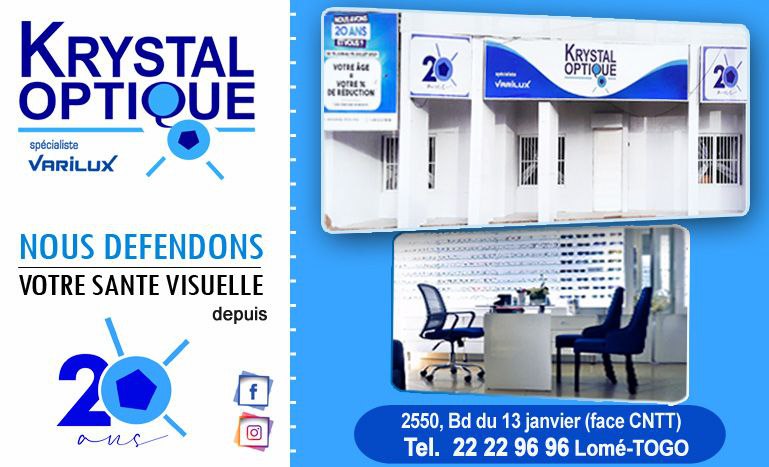 KRYSTAL
OPTIQUE
spécialiste
VARILUX
NOUS DEFENDONS
VOTRE SANTE VISUELLE
depuis
20
ans
NOUS AVONS
20 ANS
ET VOUS ?
VOTRE ÂGE
=
VOTRE %
DE RÉDUCTION
20
ans
KRYSTAL
OPTIQUE
spécialiste
VARILUX
20
ans
2550, Bd du 13 janvier (face CNTT)
Tel. 22 22 96 96 Lomé-TOGO